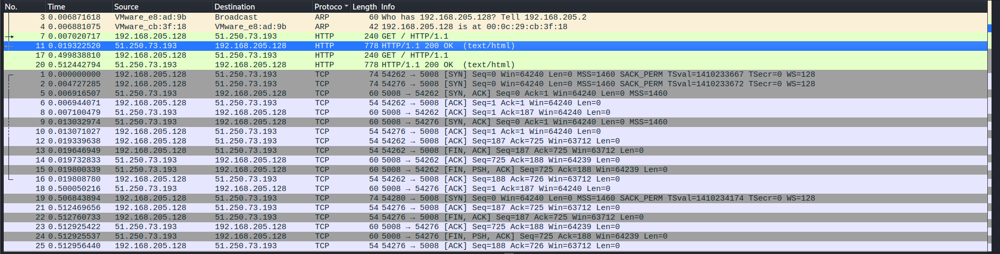 No. Time Source Destination Protoco Length Info
3 0.006871618 VMware_e8:ad:9b Broadcast ARP 60 Who has 192.168.205.128? Tell 192.168.205.2
4 0.006881075 VMware_cb:3f:18 VMware_e8:ad:9b ARP 42 192.168.205.128 is at 00:0c:29:cb:3f:18
7 0.007020717 192.168.205.128 51.250.73.193 HTTP 240 GET / HTTP/1.1
11 0.019322520 51.250.73.193 192.168.205.128 HTTP 778 HTTP/1.1 200 OK (text/html)
17 0.499838810 192.168.205.128 51.250.73.193 HTTP 240 GET / HTTP/1.1
20 0.512442794 51.250.73.193 192.168.205.128 HTTP 778 HTTP/1.1 200 OK (text/html)
1 0.000000000 192.168.205.128 51.250.73.193 TCP 74 54262 → 5008 [SYN] Seq=0 Win=64240 Len=0 MSS=1460 SACK_PERM TSval=1410233667 TSecr=0 WS=128
2 0.004727285 192.168.205.128 51.250.73.193 TCP 74 54276 → 5008 [SYN] Seq=0 Win=64240 Len=0 MSS=1460 SACK_PERM TSval=1410233672 TSecr=0 WS=128
5 0.006916507 51.250.73.193 192.168.205.128 TCP 60 5008 → 54262 [SYN, ACK] Seq=0 Ack=1 Win=64240 Len=0 MSS=1460
6 0.006944071 192.168.205.128 51.250.73.193 TCP 54 54262 → 5008 [ACK] Seq=1 Ack=1 Win=64240 Len=0
8 0.007100479 51.250.73.193 192.168.205.128 TCP 60 5008 → 54262 [ACK] Seq=1 Ack=187 Win=64240 Len=0
9 0.013032974 51.250.73.193 192.168.205.128 TCP 60 5008 → 54276 [SYN, ACK] Seq=0 Ack=1 Win=64240 Len=0 MSS=1460
10 0.013071027 192.168.205.128 51.250.73.193 TCP 54 54276 → 5008 [ACK] Seq=1 Ack=1 Win=64240 Len=0
12 0.019339638 192.168.205.128 51.250.73.193 TCP 54 54262 → 5008 [ACK] Seq=187 Ack=725 Win=63712 Len=0
13 0.019646949 192.168.205.128 51.250.73.193 TCP 54 54262 → 5008 [FIN, ACK] Seq=187 Ack=725 Win=63712 Len=0
14 0.019732833 51.250.73.193 192.168.205.128 TCP 60 5008 → 54262 [ACK] Seq=725 Ack=188 Win=64239 Len=0
15 0.019800339 51.250.73.193 192.168.205.128 TCP 60 5008 → 54262 [FIN, PSH, ACK] Seq=725 Ack=188 Win=64239 Len=0
16 0.019808780 192.168.205.128 51.250.73.193 TCP 54 54262 → 5008 [ACK] Seq=188 Ack=726 Win=63712 Len=0
18 0.500050216 51.250.73.193 192.168.205.128 TCP 60 5008 → 54276 [ACK] Seq=1 Ack=187 Win=64240 Len=0
19 0.506843894 192.168.205.128 51.250.73.193 TCP 74 54280 → 5008 [SYN] Seq=0 Win=64240 Len=0 MSS=1460 SACK_PERM TSval=1410234174 TSecr=0 WS=128
21 0.512469656 192.168.205.128 51.250.73.193 TCP 54 54276 → 5008 [ACK] Seq=187 Ack=725 Win=63712 Len=0
22 0.512760733 192.168.205.128 51.250.73.193 TCP 54 54276 → 5008 [FIN, ACK] Seq=187 Ack=725 Win=63712 Len=0
23 0.512925422 51.250.73.193 192.168.205.128 TCP 60 5008 → 54276 [ACK] Seq=725 Ack=188 Win=64239 Len=0
24 0.512925537 51.250.73.193 192.168.205.128 TCP 60 5008 → 54276 [FIN, PSH, ACK] Seq=725 Ack=188 Win=64239 Len=0
25 0.512956440 192.168.205.128 51.250.73.193 TCP 54 54276 → 5008 [ACK] Seq=188 Ack=726 Win=63712 Len=0